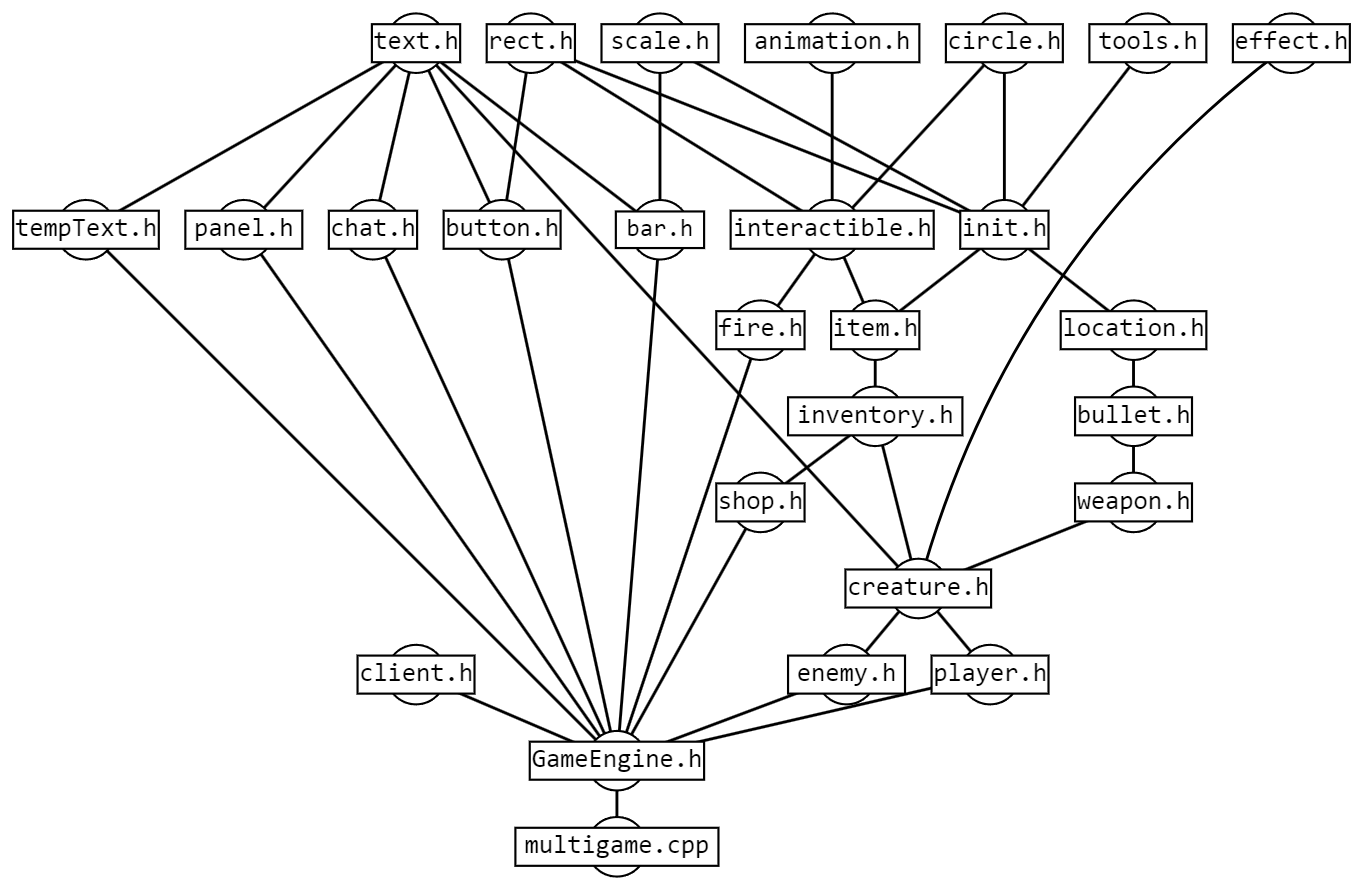 text.h
rect.h
scale.h
animation.h
circle.h
tools.h
effect.h
tempText.h
panel.h
chat.h
button.h
bar.h
interactible.h
init.h
fire.h
item.h
location.h
inventory.h
bullet.h
shop.h
weapon.h
creature.h
client.h
enemy.h
player.h
GameEngine.h
multigame.cpp